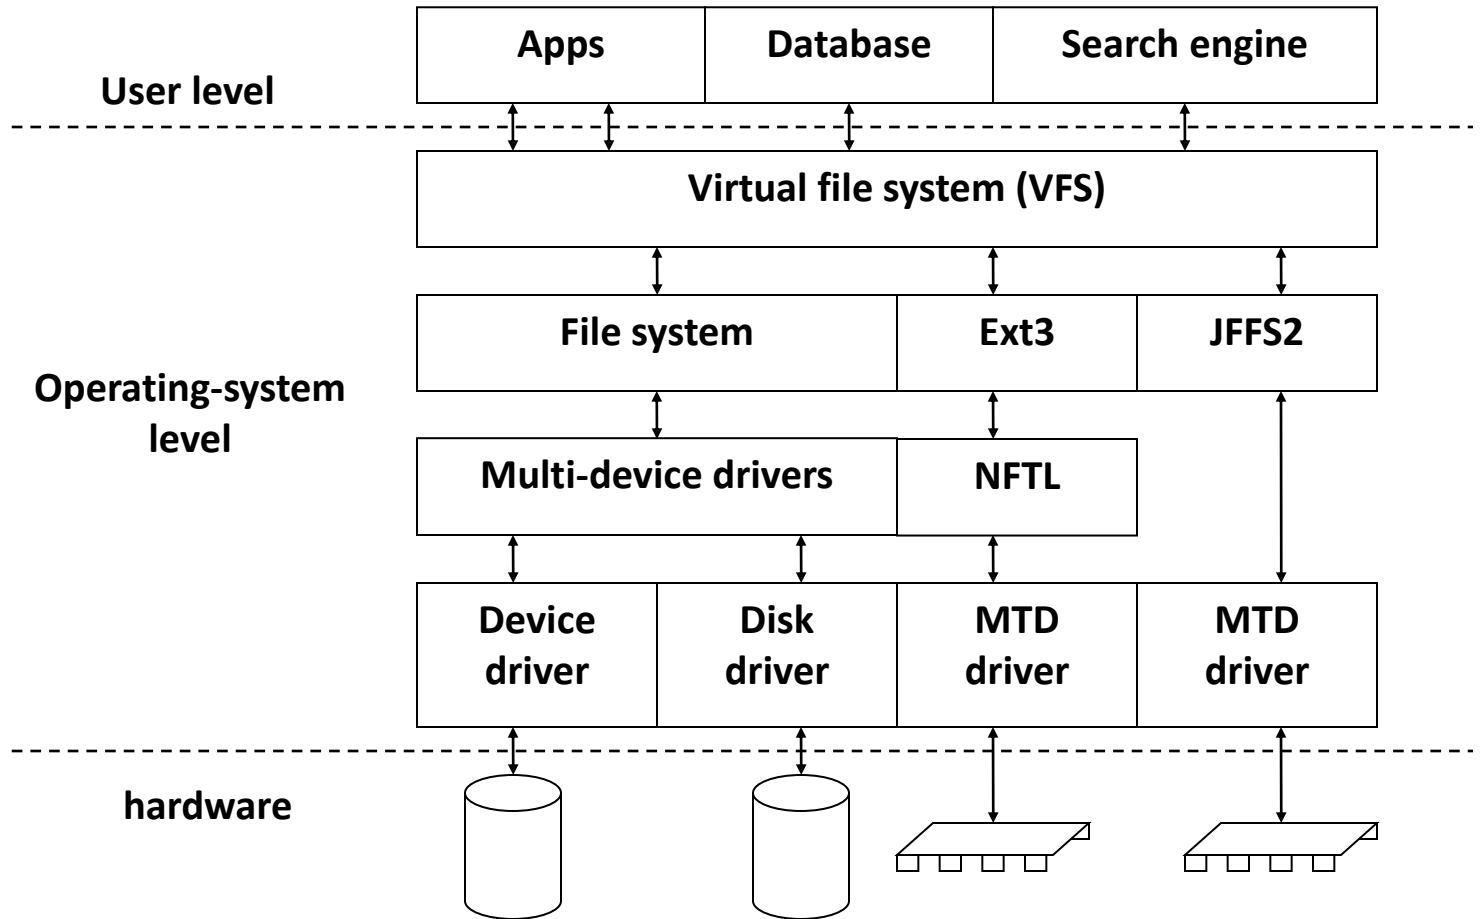 Apps
Database
Search engine
User level
Virtual file system (VFS)
File system
Ext3
JFFS2
Operating-system
level
Multi-device drivers
NFTL
Device
driver
Disk
driver
MTD
driver
MTD
driver
hardware